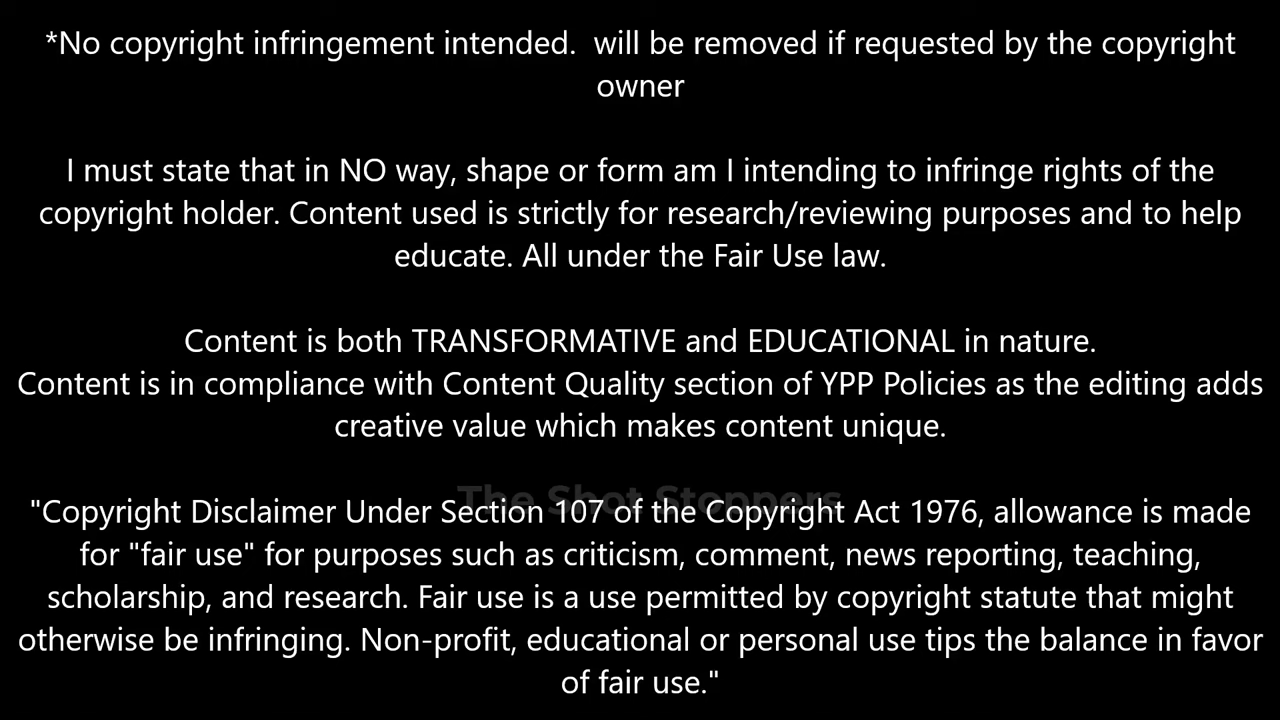 *No copyright infringement intended.  will be removed if requested by the copyright
owner
I must state that in NO way, shape or form am I intending to infringe rights of the
copyright holder. Content used is strictly for research/reviewing purposes and to help
educate. All under the Fair Use law.
Content is both TRANSFORMATIVE and EDUCATIONAL in nature.
Content is in compliance with Content Quality section of YPP Policies as the editing adds
creative value which makes content unique.
The Shot Stoppers
"Copyright Disclaimer Under Section 107 of the Copyright Act 1976, allowance is made
for "fair use" for purposes such as criticism, comment, news reporting, teaching,
scholarship, and research. Fair use is a use permitted by copyright statute that might
otherwise be infringing. Non-profit, educational or personal use tips the balance in favor
of fair use."